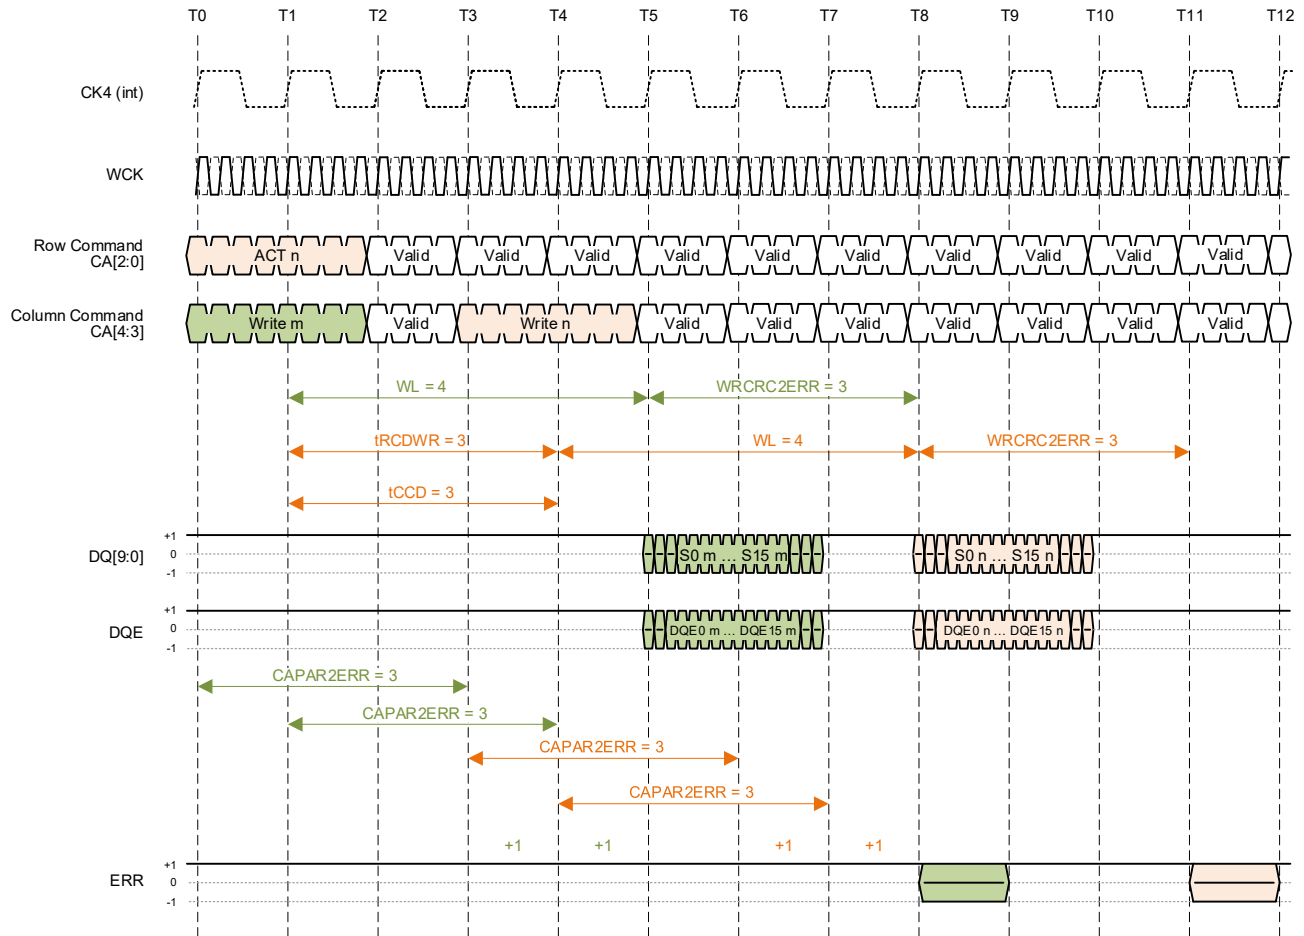 T0 T1 T2 T3 T4 T5 T6 T7 T8 T9 T10 T11 T12
CK4 (int)
WCK
Row Command
CA[2:0]
ACT n Valid Valid Valid Valid Valid Valid Valid Valid Valid Valid
Column Command
CA[4:3]
Write m Valid Write n Valid Valid Valid Valid Valid Valid Valid
WL = 4 WRCRC2ERR = 3
tRCDWR = 3 WL = 4 WRCRC2ERR = 3
tCCD = 3
DQ[9:0]
+1
0
-1
S0 m ... S15 m S0 n ... S15 n
DQE
+1
0
-1
DQE0 m ... DQE15 m DQE0 n ... DQE15 n
CAPAR2ERR = 3
CAPAR2ERR = 3
CAPAR2ERR = 3
CAPAR2ERR = 3
+1 +1 +1 +1
ERR
+1
0
-1